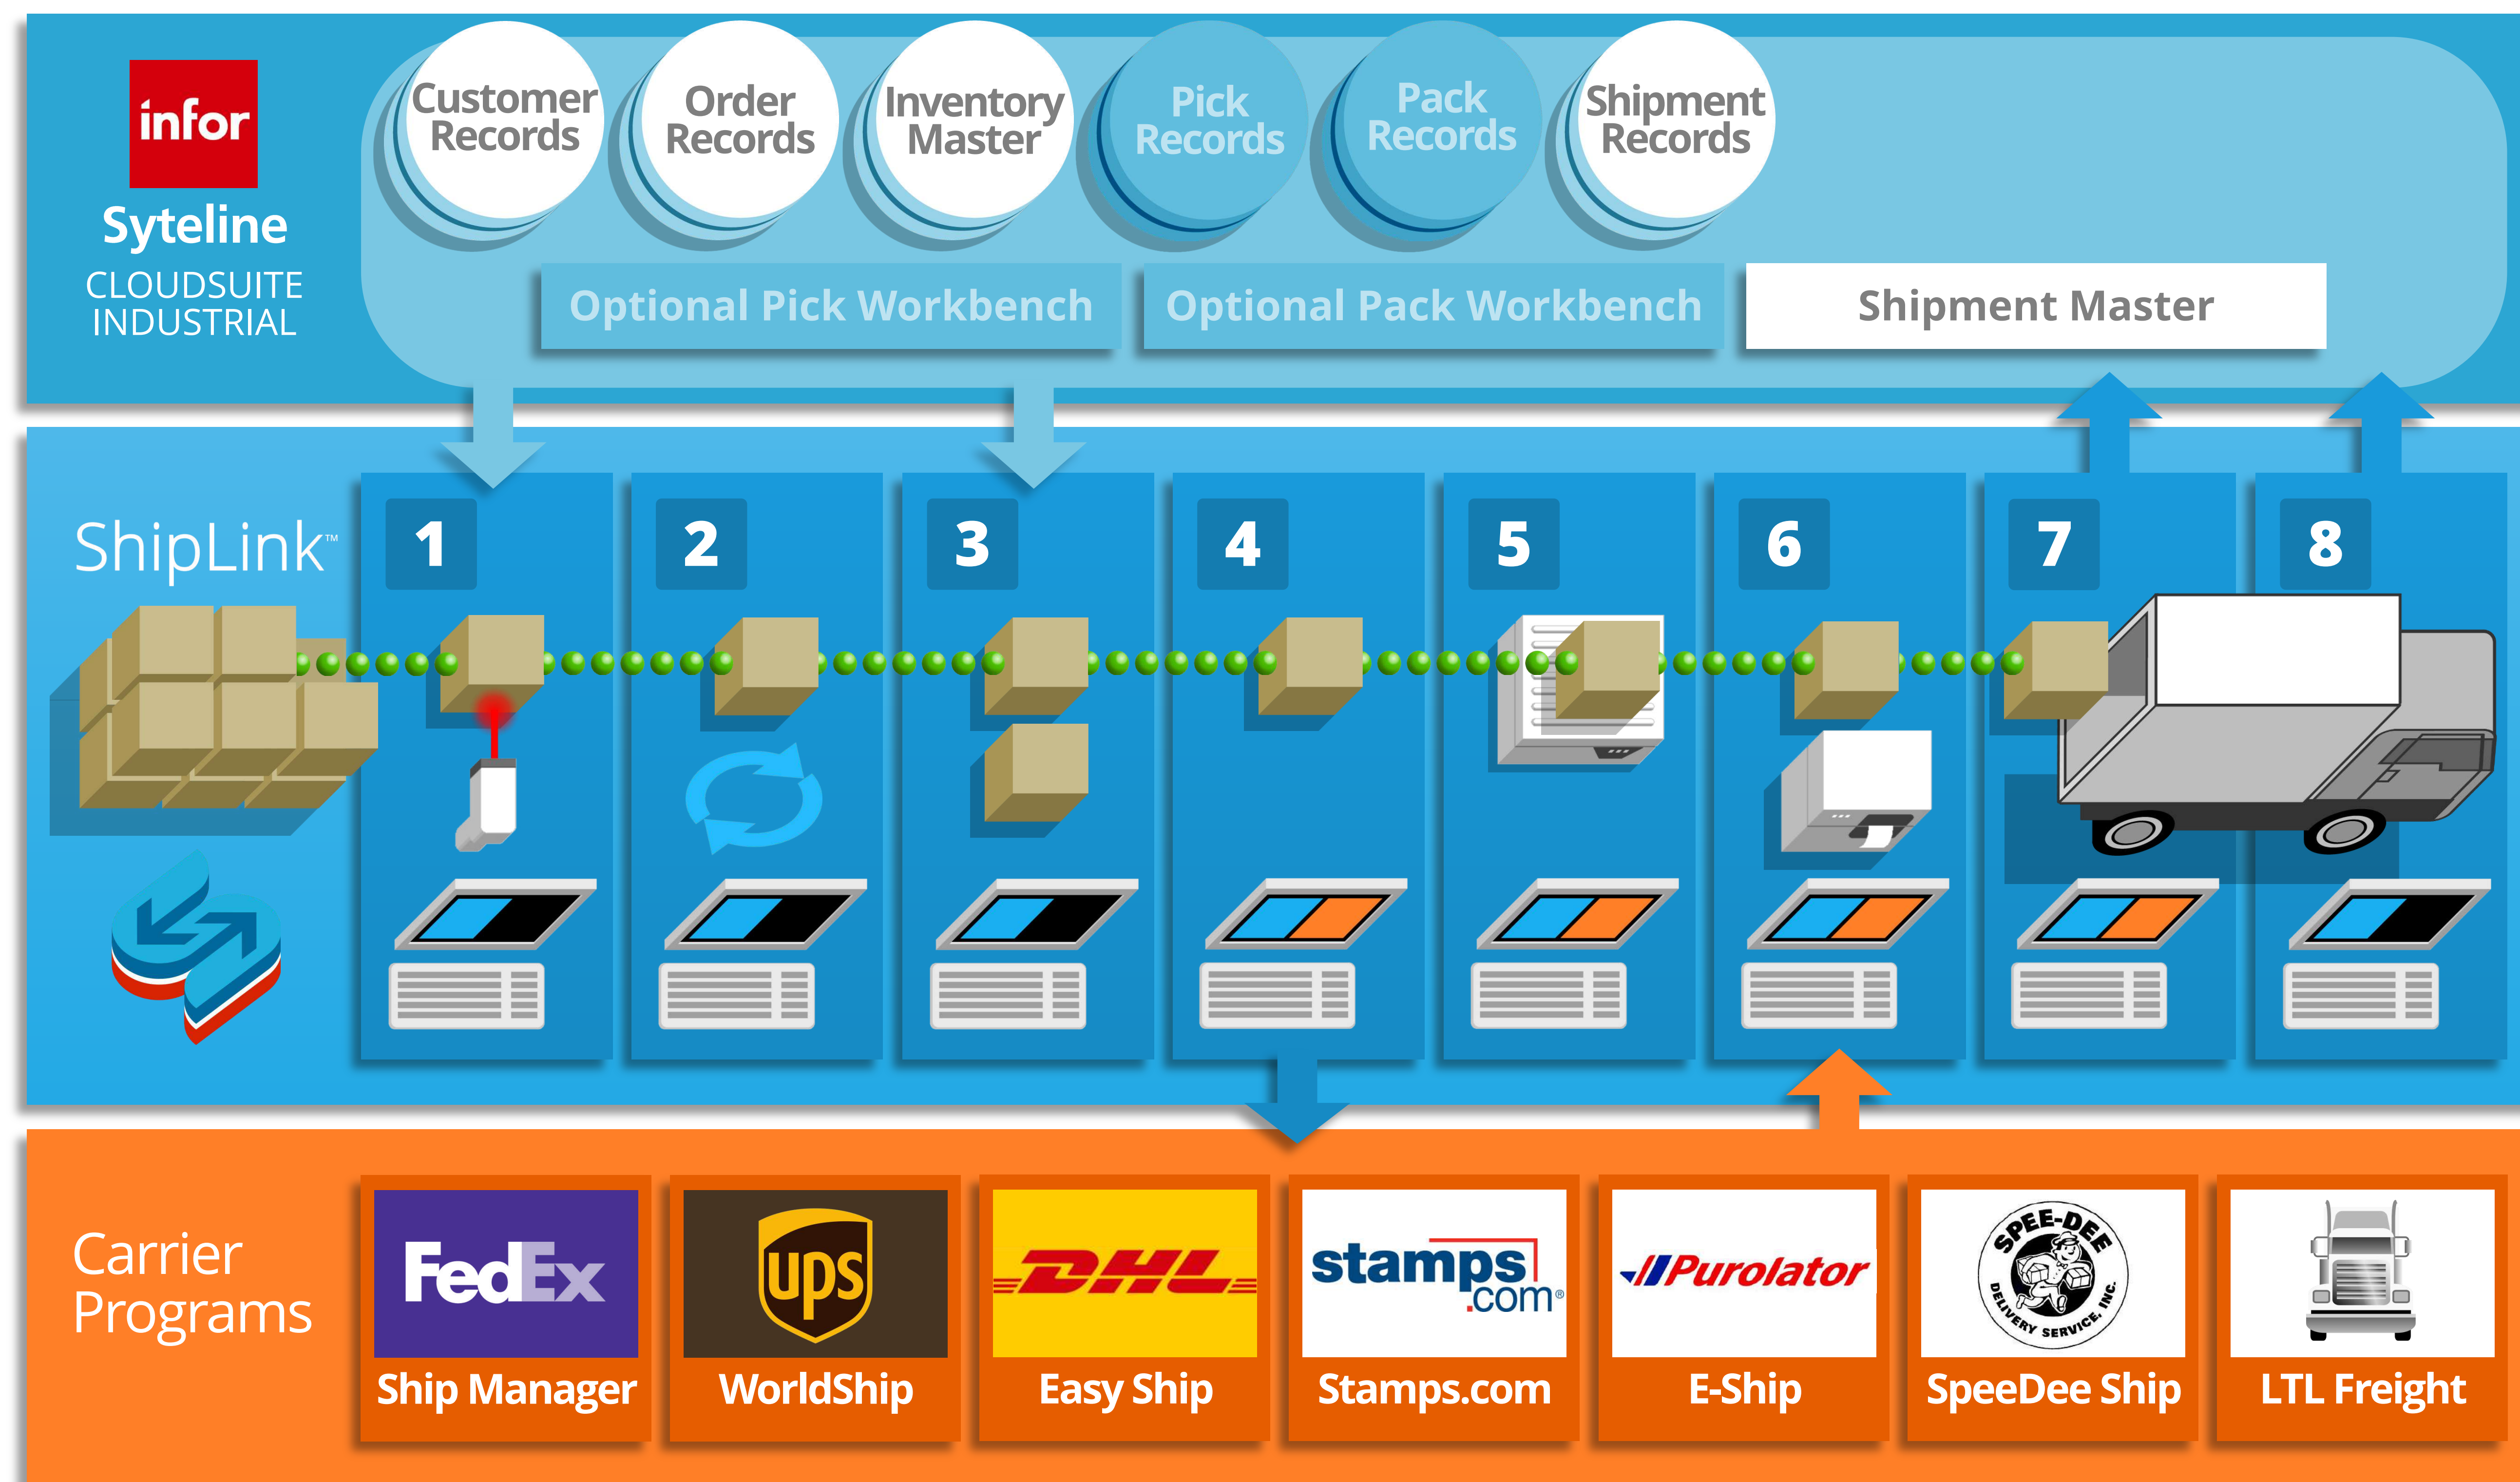 infor
Syteline
CLOUDSUITE
INDUSTRIAL
Customer
Records
Order
Records
Inventory
Master
Pick
Records
Pack
Records
Shipment
Records
Optional Pick Workbench
Optional Pack Workbench
Shipment Master
ShipLink™
1
2
3
4
5
6
7
8
Carrier
Programs
FedEx
Ship Manager
ups
WorldShip
DHL
Easy Ship
stamps
.com®
Stamps.com
Purolator
E-Ship
SPEE-DEE
DELIVERY SERVICE, INC.
SpeeDee Ship
LTL Freight